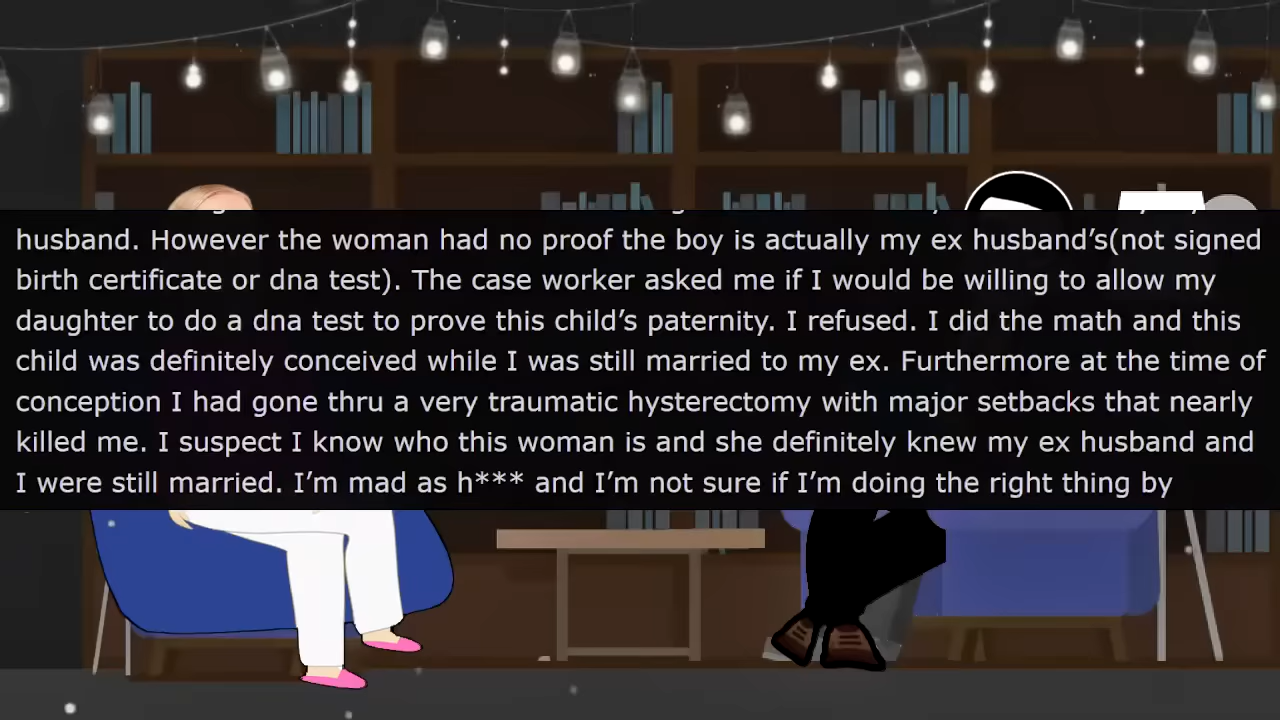 husband. However the woman had no proof the boy is actually my ex husband’s(not signed
birth certificate or dna test). The case worker asked me if I would be willing to allow my
daughter to do a dna test to prove this child’s paternity. I refused. I did the math and this
child was definitely conceived while I was still married to my ex. Furthermore at the time of
conception I had gone thru a very traumatic hysterectomy with major setbacks that nearly
killed me. I suspect I know who this woman is and she definitely knew my ex husband and
I were still married. I’m mad as h*** and I’m not sure if I’m doing the right thing by